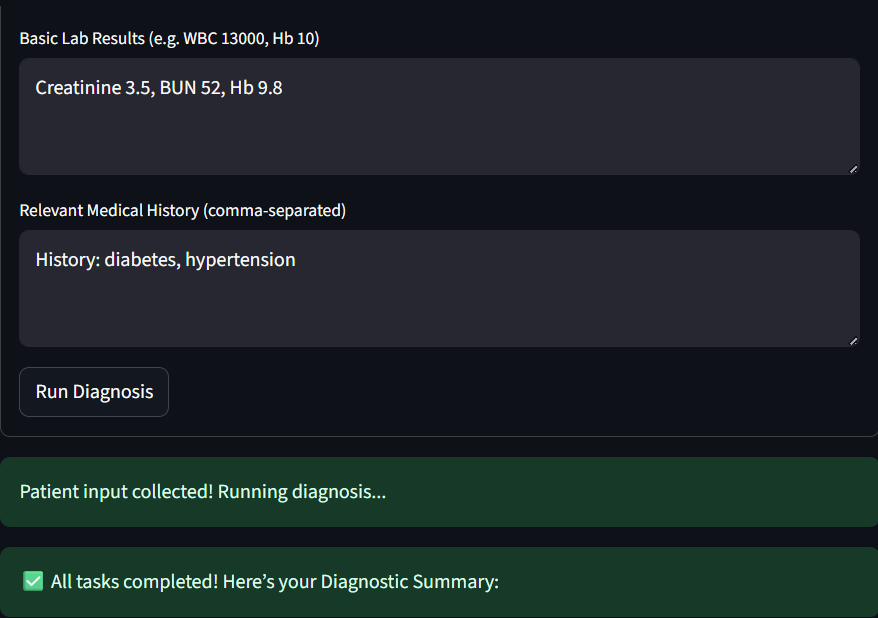 Basic Lab Results (e.g. WBC 13000, Hb 10)
Creatinine 3.5, BUN 52, Hb 9.8
Relevant Medical History (comma-separated)
History: diabetes, hypertension
Run Diagnosis
Patient input collected! Running diagnosis...
✅ All tasks completed! Here’s your Diagnostic Summary: